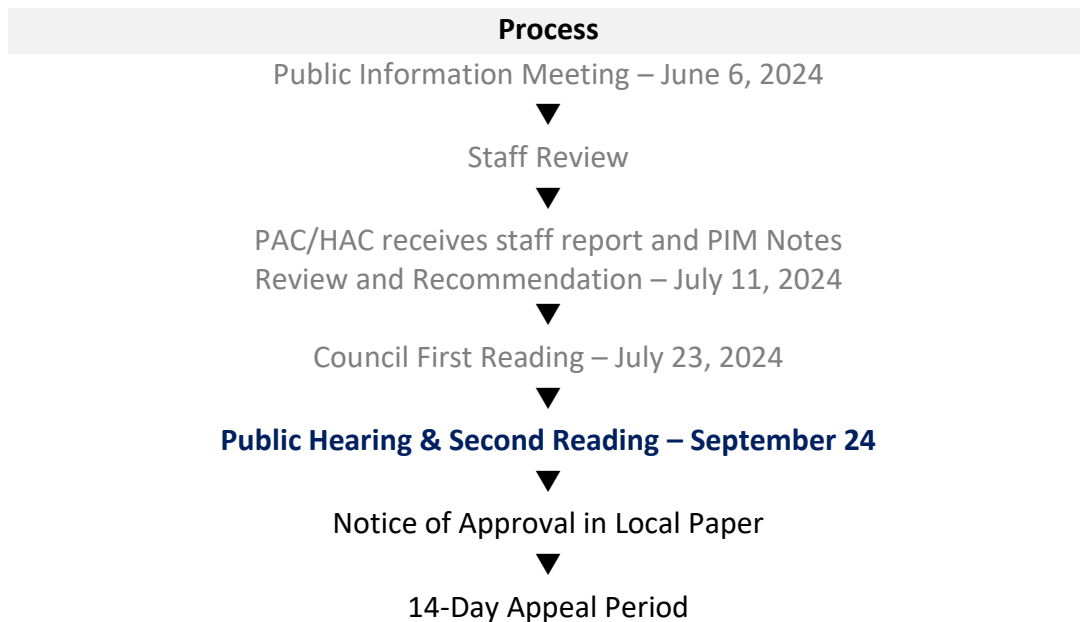 Process
Public Information Meeting – June 6, 2024
Staff Review
PAC/HAC receives staff report and PIM Notes
Review and Recommendation – July 11, 2024
Council First Reading – July 23, 2024
Public Hearing & Second Reading – September 24
Notice of Approval in Local Paper
14-Day Appeal Period